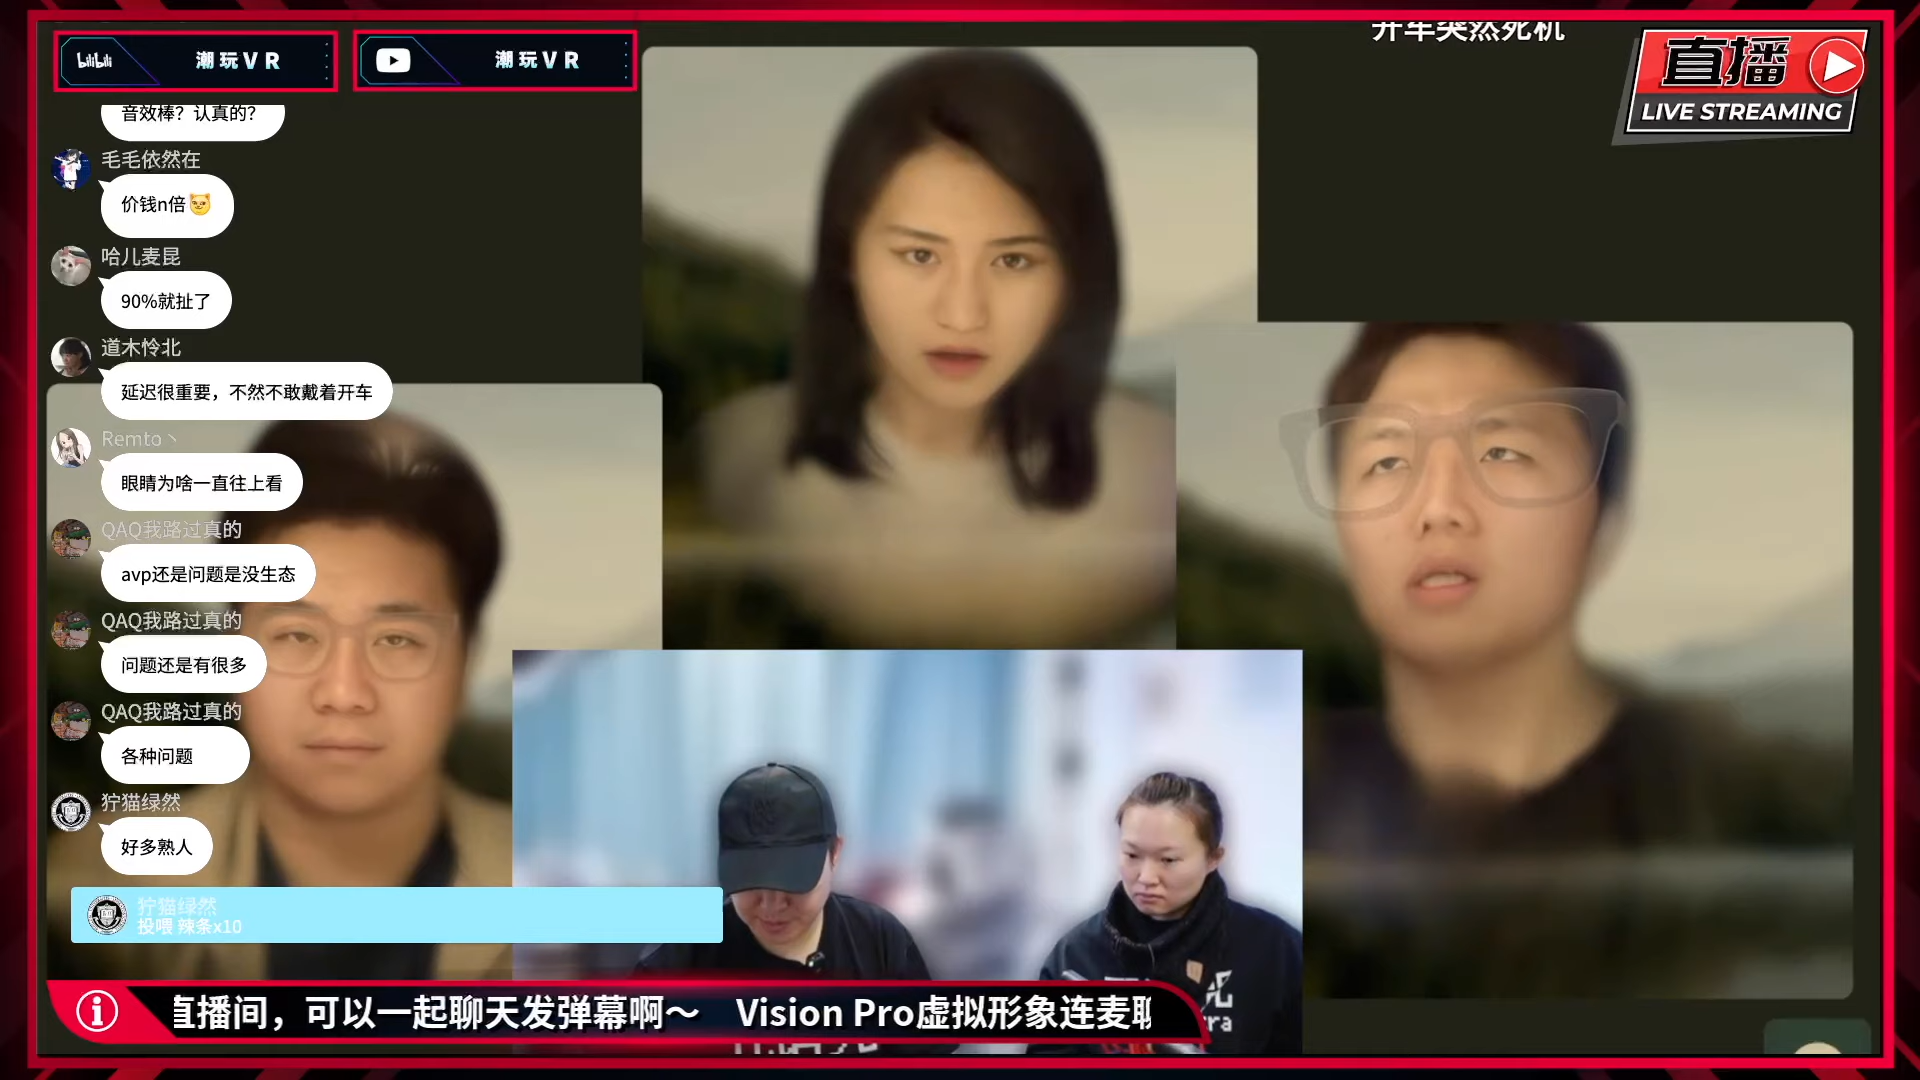 bilibili
潮玩VR
潮玩VR
开车突然死机
直播
LIVE STREAMING
音效棒？认真的？
毛毛依然在
价钱n倍
哈儿麦昆
90%就扯了
道木怜北
延迟很重要，不然不敢戴着开车
Remto丶
眼睛为啥一直往上看
QAQ我路过真的
avp还是问题是没生态
QAQ我路过真的
问题还是有很多
QAQ我路过真的
各种问题
狞猫绿然
好多熟人
狞猫绿然
投喂 辣条x10
直播间，可以一起聊天发弹幕啊～ Vision Pro虚拟形象连麦聊